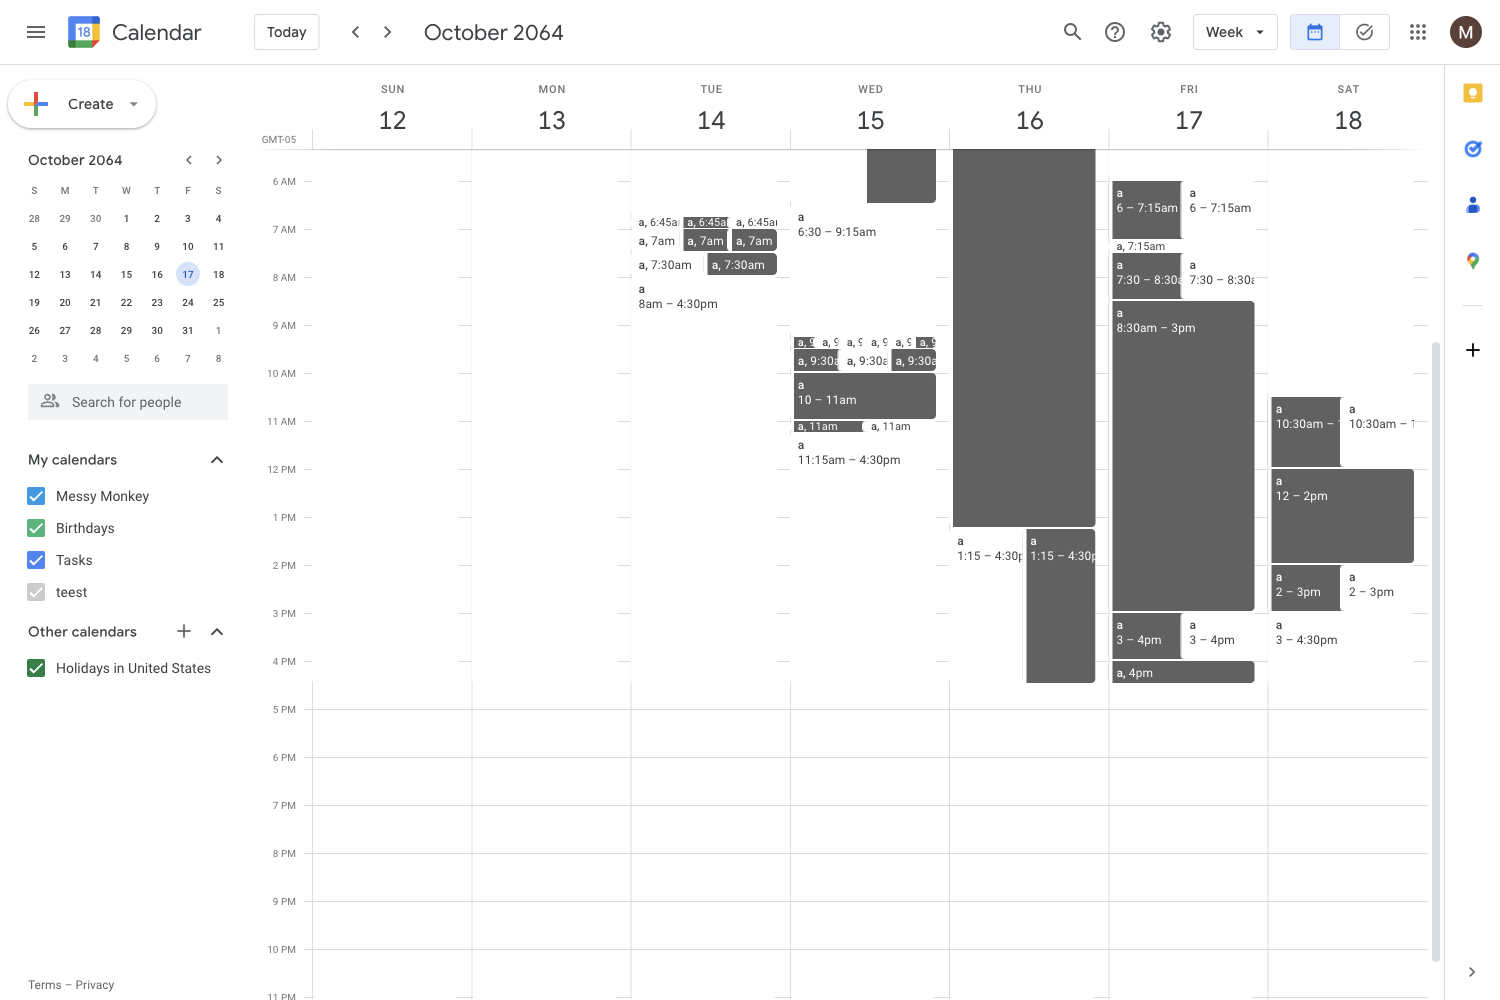 18
Calendar
Today
October 2064
Week
M
Create
October 2064
S M T W T F S
28 29 30 1 2 3 4
5 6 7 8 9 10 11
12 13 14 15 16 17 18
19 20 21 22 23 24 25
26 27 28 29 30 31 1
2 3 4 5 6 7 8
Search for people
My calendars
Messy Monkey
Birthdays
Tasks
teest
Other calendars
Holidays in United States
Terms – Privacy
SUN MON TUE WED THU FRI SAT
12 13 14 15 16 17 18
GMT-05
6 AM
7 AM
8 AM
9 AM
10 AM
11 AM
12 PM
1 PM
2 PM
3 PM
4 PM
5 PM
6 PM
7 PM
8 PM
9 PM
10 PM
11 PM
a, 6:45a
a, 6:45a
a, 6:45a
a, 7am
a, 7am
a, 7am
a, 7:30am
a, 7:30am
a
8am – 4:30pm
a
6:30 – 9:15am
a, 9
a, 9
a, 9
a, 9
a, 9
a, 9
a, 9:30a
a, 9:30a
a, 9:30a
a
10 – 11am
a, 11am
a, 11am
a
11:15am – 4:30pm
a
1:15 – 4:30p
a
1:15 – 4:30p
a
6 – 7:15am
a
6 – 7:15am
a, 7:15am
a
7:30 – 8:30a
a
7:30 – 8:30a
a
8:30am – 3pm
a
3 – 4pm
a
3 – 4pm
a, 4pm
a
10:30am –
a
10:30am – 1
a
12 – 2pm
a
2 – 3pm
a
2 – 3pm
a
3 – 4:30pm